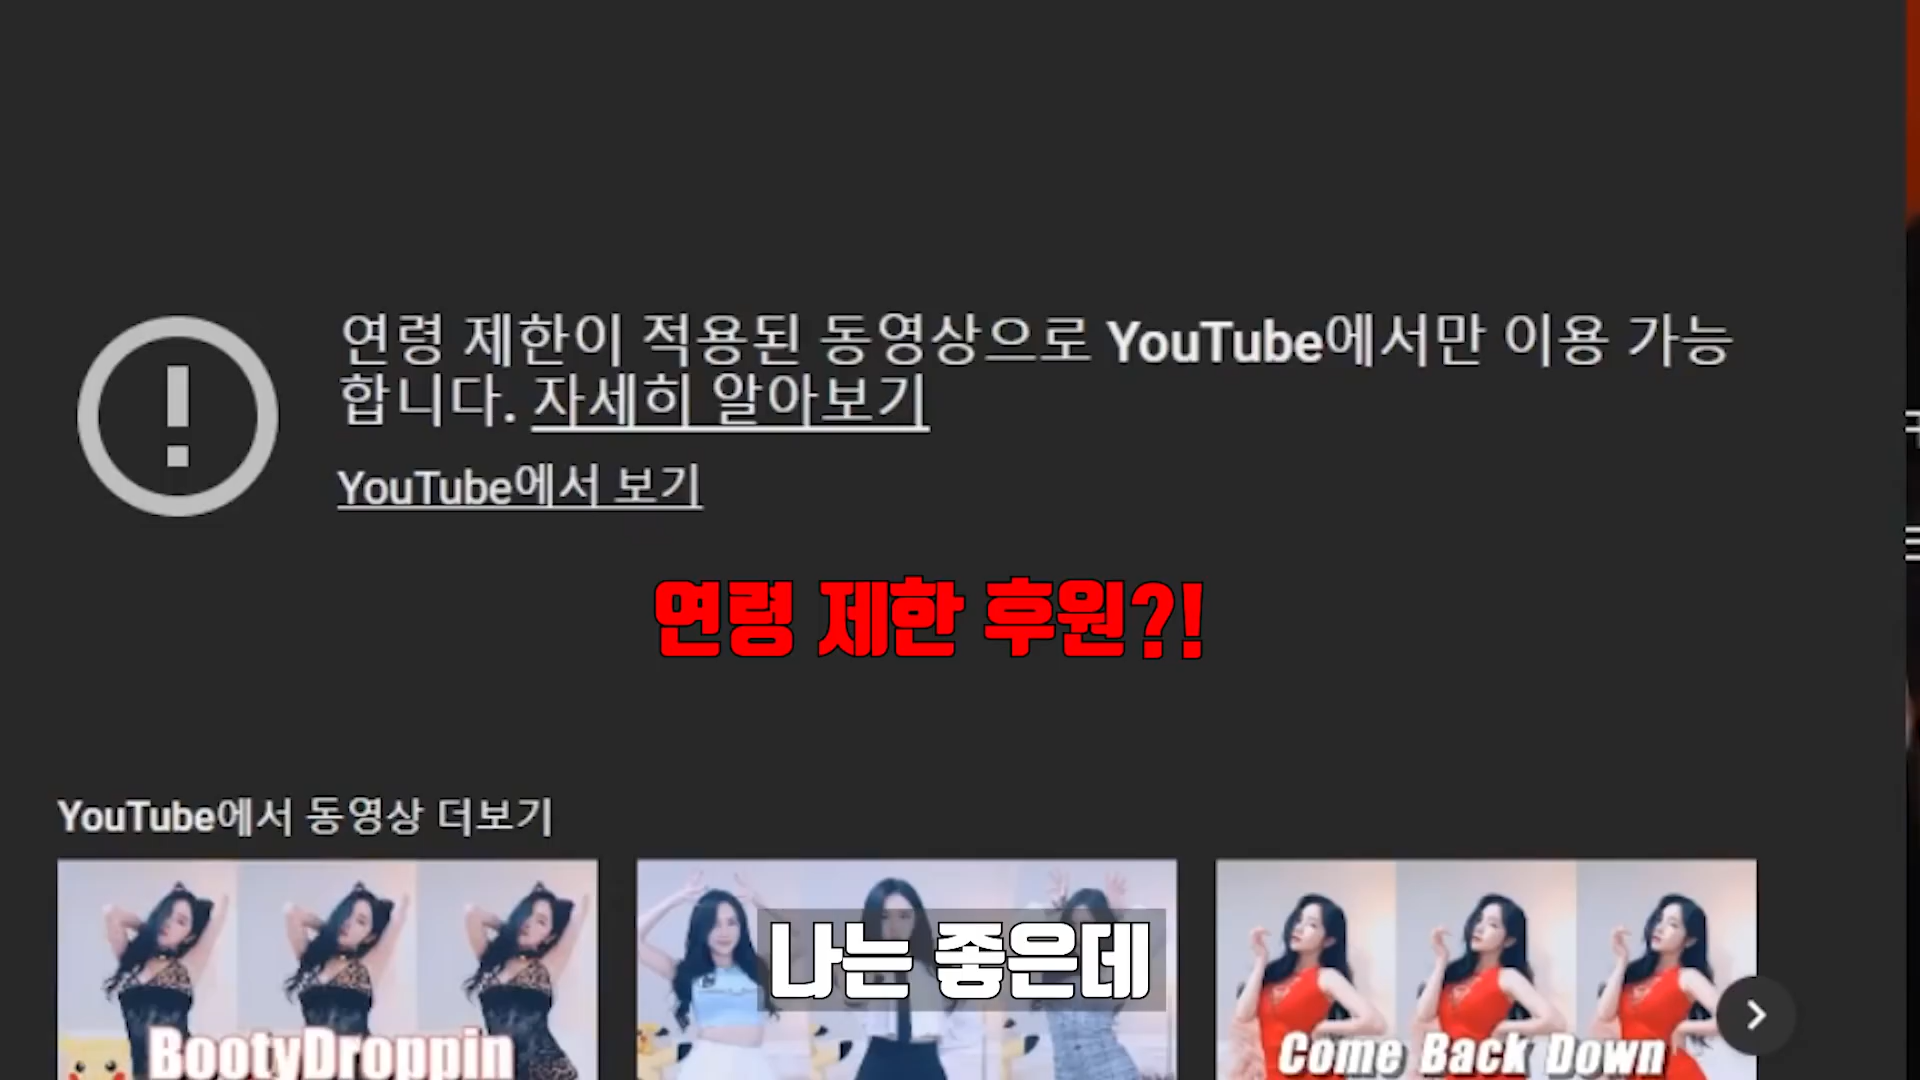 연령 제한이 적용된 동영상으로 YouTube에서만 이용 가능
합니다. 자세히 알아보기
YouTube에서 보기
연령 제한 후원?!
YouTube에서 동영상 더보기
나는 좋은데
BootyDroppin
Come Back Down